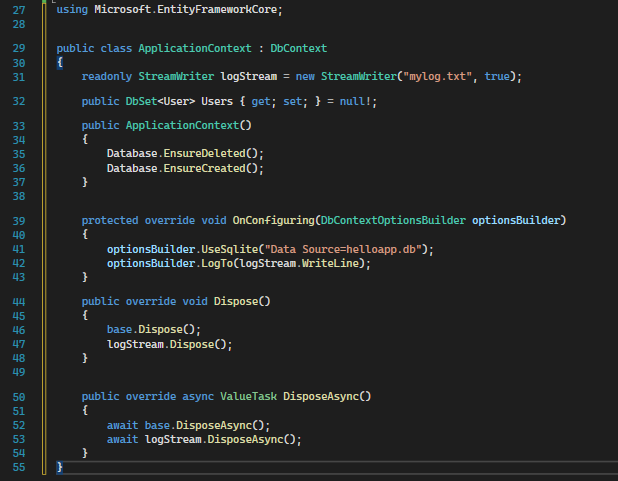 27 using Microsoft.EntityFrameworkCore;
28
29 public class ApplicationContext : DbContext
30 {
31 readonly StreamWriter logStream = new StreamWriter("mylog.txt", true);
32 public DbSet<User> Users { get; set; } = null!;
33 public ApplicationContext()
34 {
35 Database.EnsureDeleted();
36 Database.EnsureCreated();
37 }
38
39 protected override void OnConfiguring(DbContextOptionsBuilder optionsBuilder)
40 {
41 optionsBuilder.UseSqlite("Data Source=helloapp.db");
42 optionsBuilder.LogTo(logStream.WriteLine);
43 }
44 public override void Dispose()
45 {
46 base.Dispose();
47 logStream.Dispose();
48 }
49
50 public override async ValueTask DisposeAsync()
51 {
52 await base.DisposeAsync();
53 await logStream.DisposeAsync();
54 }
55 }